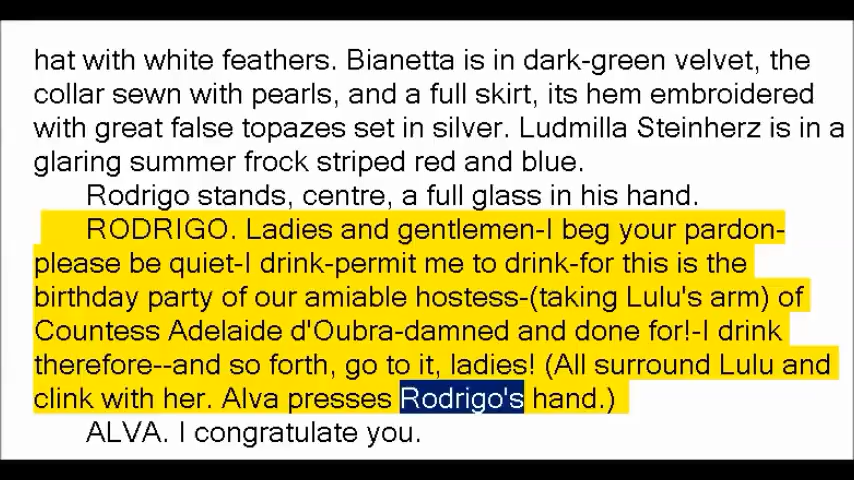 hat with white feathers. Bianetta is in dark-green velvet, the
collar sewn with pearls, and a full skirt, its hem embroidered
with great false topazes set in silver. Ludmilla Steinherz is in a
glaring summer frock striped red and blue.
Rodrigo stands, centre, a full glass in his hand.
RODRIGO. Ladies and gentlemen-I beg your pardon-
please be quiet-I drink-permit me to drink-for this is the
birthday party of our amiable hostess-(taking Lulu's arm) of
Countess Adelaide d'Oubra-damned and done for!-I drink
therefore--and so forth, go to it, ladies! (All surround Lulu and
clink with her. Alva presses Rodrigo's hand.)
ALVA. I congratulate you.